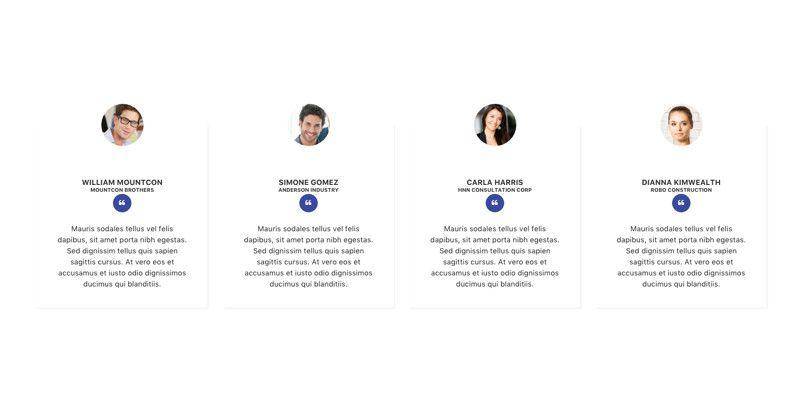 WILLIAM MOUNTCON
MOUNTCON BROTHERS
“
Mauris sodales tellus vel felis
dapibus, sit amet porta nibh egestas.
Sed dignissim tellus quis sapien
sagittis cursus. At vero eos et
accusamus et iusto odio dignissimos
ducimus qui blanditiis.
SIMONE GOMEZ
ANDERSON INDUSTRY
“
Mauris sodales tellus vel felis
dapibus, sit amet porta nibh egestas.
Sed dignissim tellus quis sapien
sagittis cursus. At vero eos et
accusamus et iusto odio dignissimos
ducimus qui blanditiis.
CARLA HARRIS
HNN CONSULTATION CORP
“
Mauris sodales tellus vel felis
dapibus, sit amet porta nibh egestas.
Sed dignissim tellus quis sapien
sagittis cursus. At vero eos et
accusamus et iusto odio dignissimos
ducimus qui blanditiis.
DIANNA KIMWEALTH
ROBO CONSTRUCTION
“
Mauris sodales tellus vel felis
dapibus, sit amet porta nibh egestas.
Sed dignissim tellus quis sapien
sagittis cursus. At vero eos et
accusamus et iusto odio dignissimos
ducimus qui blanditiis.